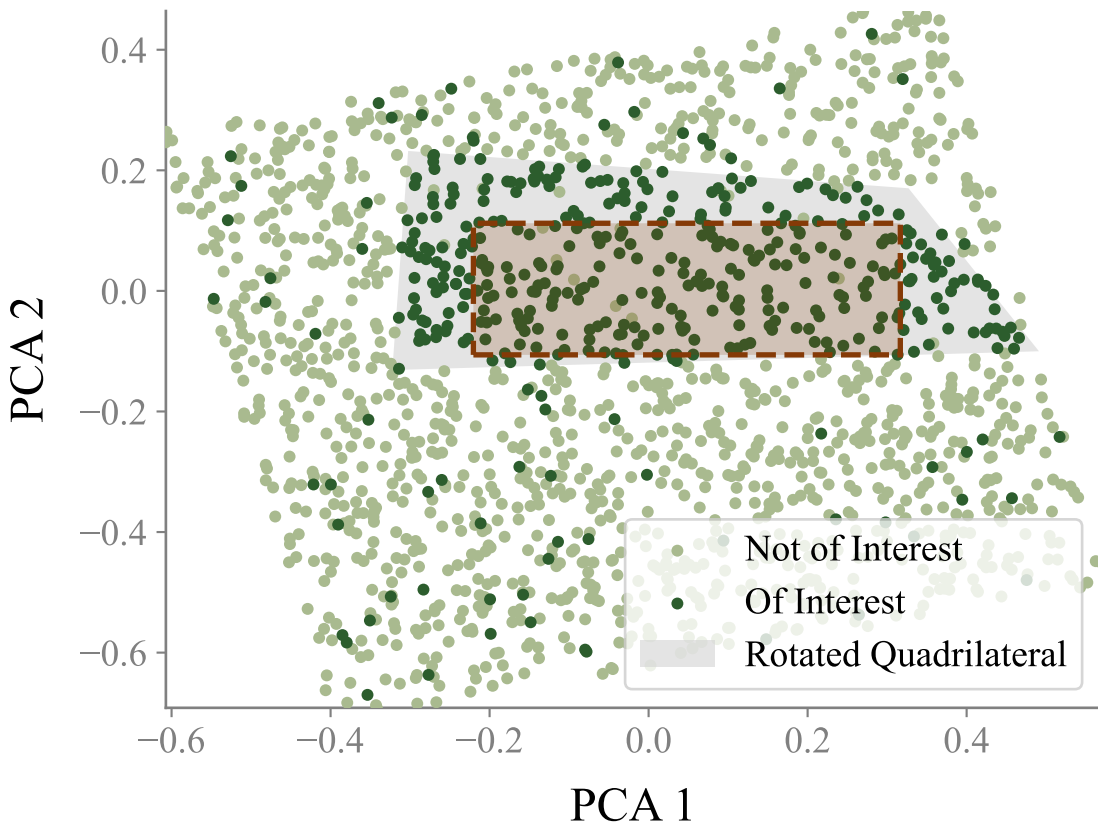 0.4
0.2
0.0
−0.2
−0.4
−0.6
PCA 2
Not of Interest
Of Interest
Rotated Quadrilateral
−0.6 −0.4 −0.2 0.0 0.2 0.4
PCA 1